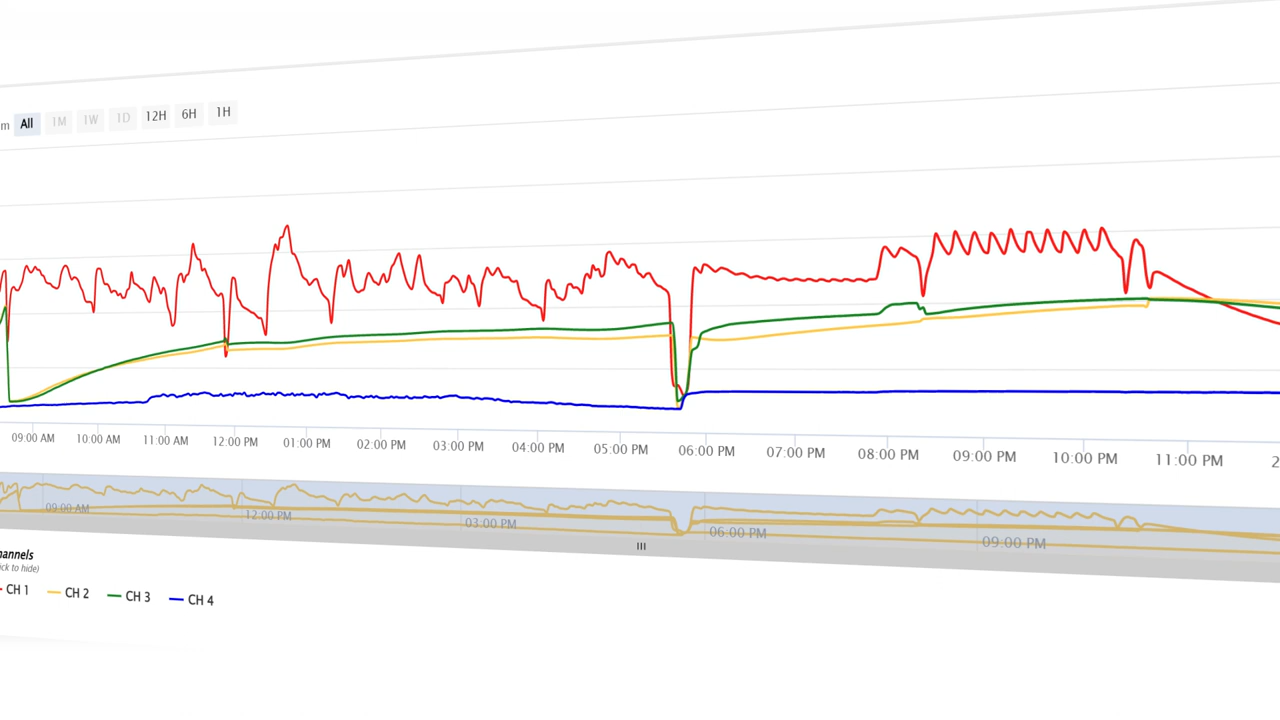 m All 1M 1W 1D 12H 6H 1H
09:00 AM 10:00 AM 11:00 AM 12:00 PM 01:00 PM 02:00 PM 03:00 PM 04:00 PM 05:00 PM 06:00 PM 07:00 PM 08:00 PM 09:00 PM 10:00 PM 11:00 PM 2
09:00 AM 12:00 PM 03:00 PM 06:00 PM 09:00 PM
hannels
ick to hide)
CH 1 CH 2 CH 3 CH 4